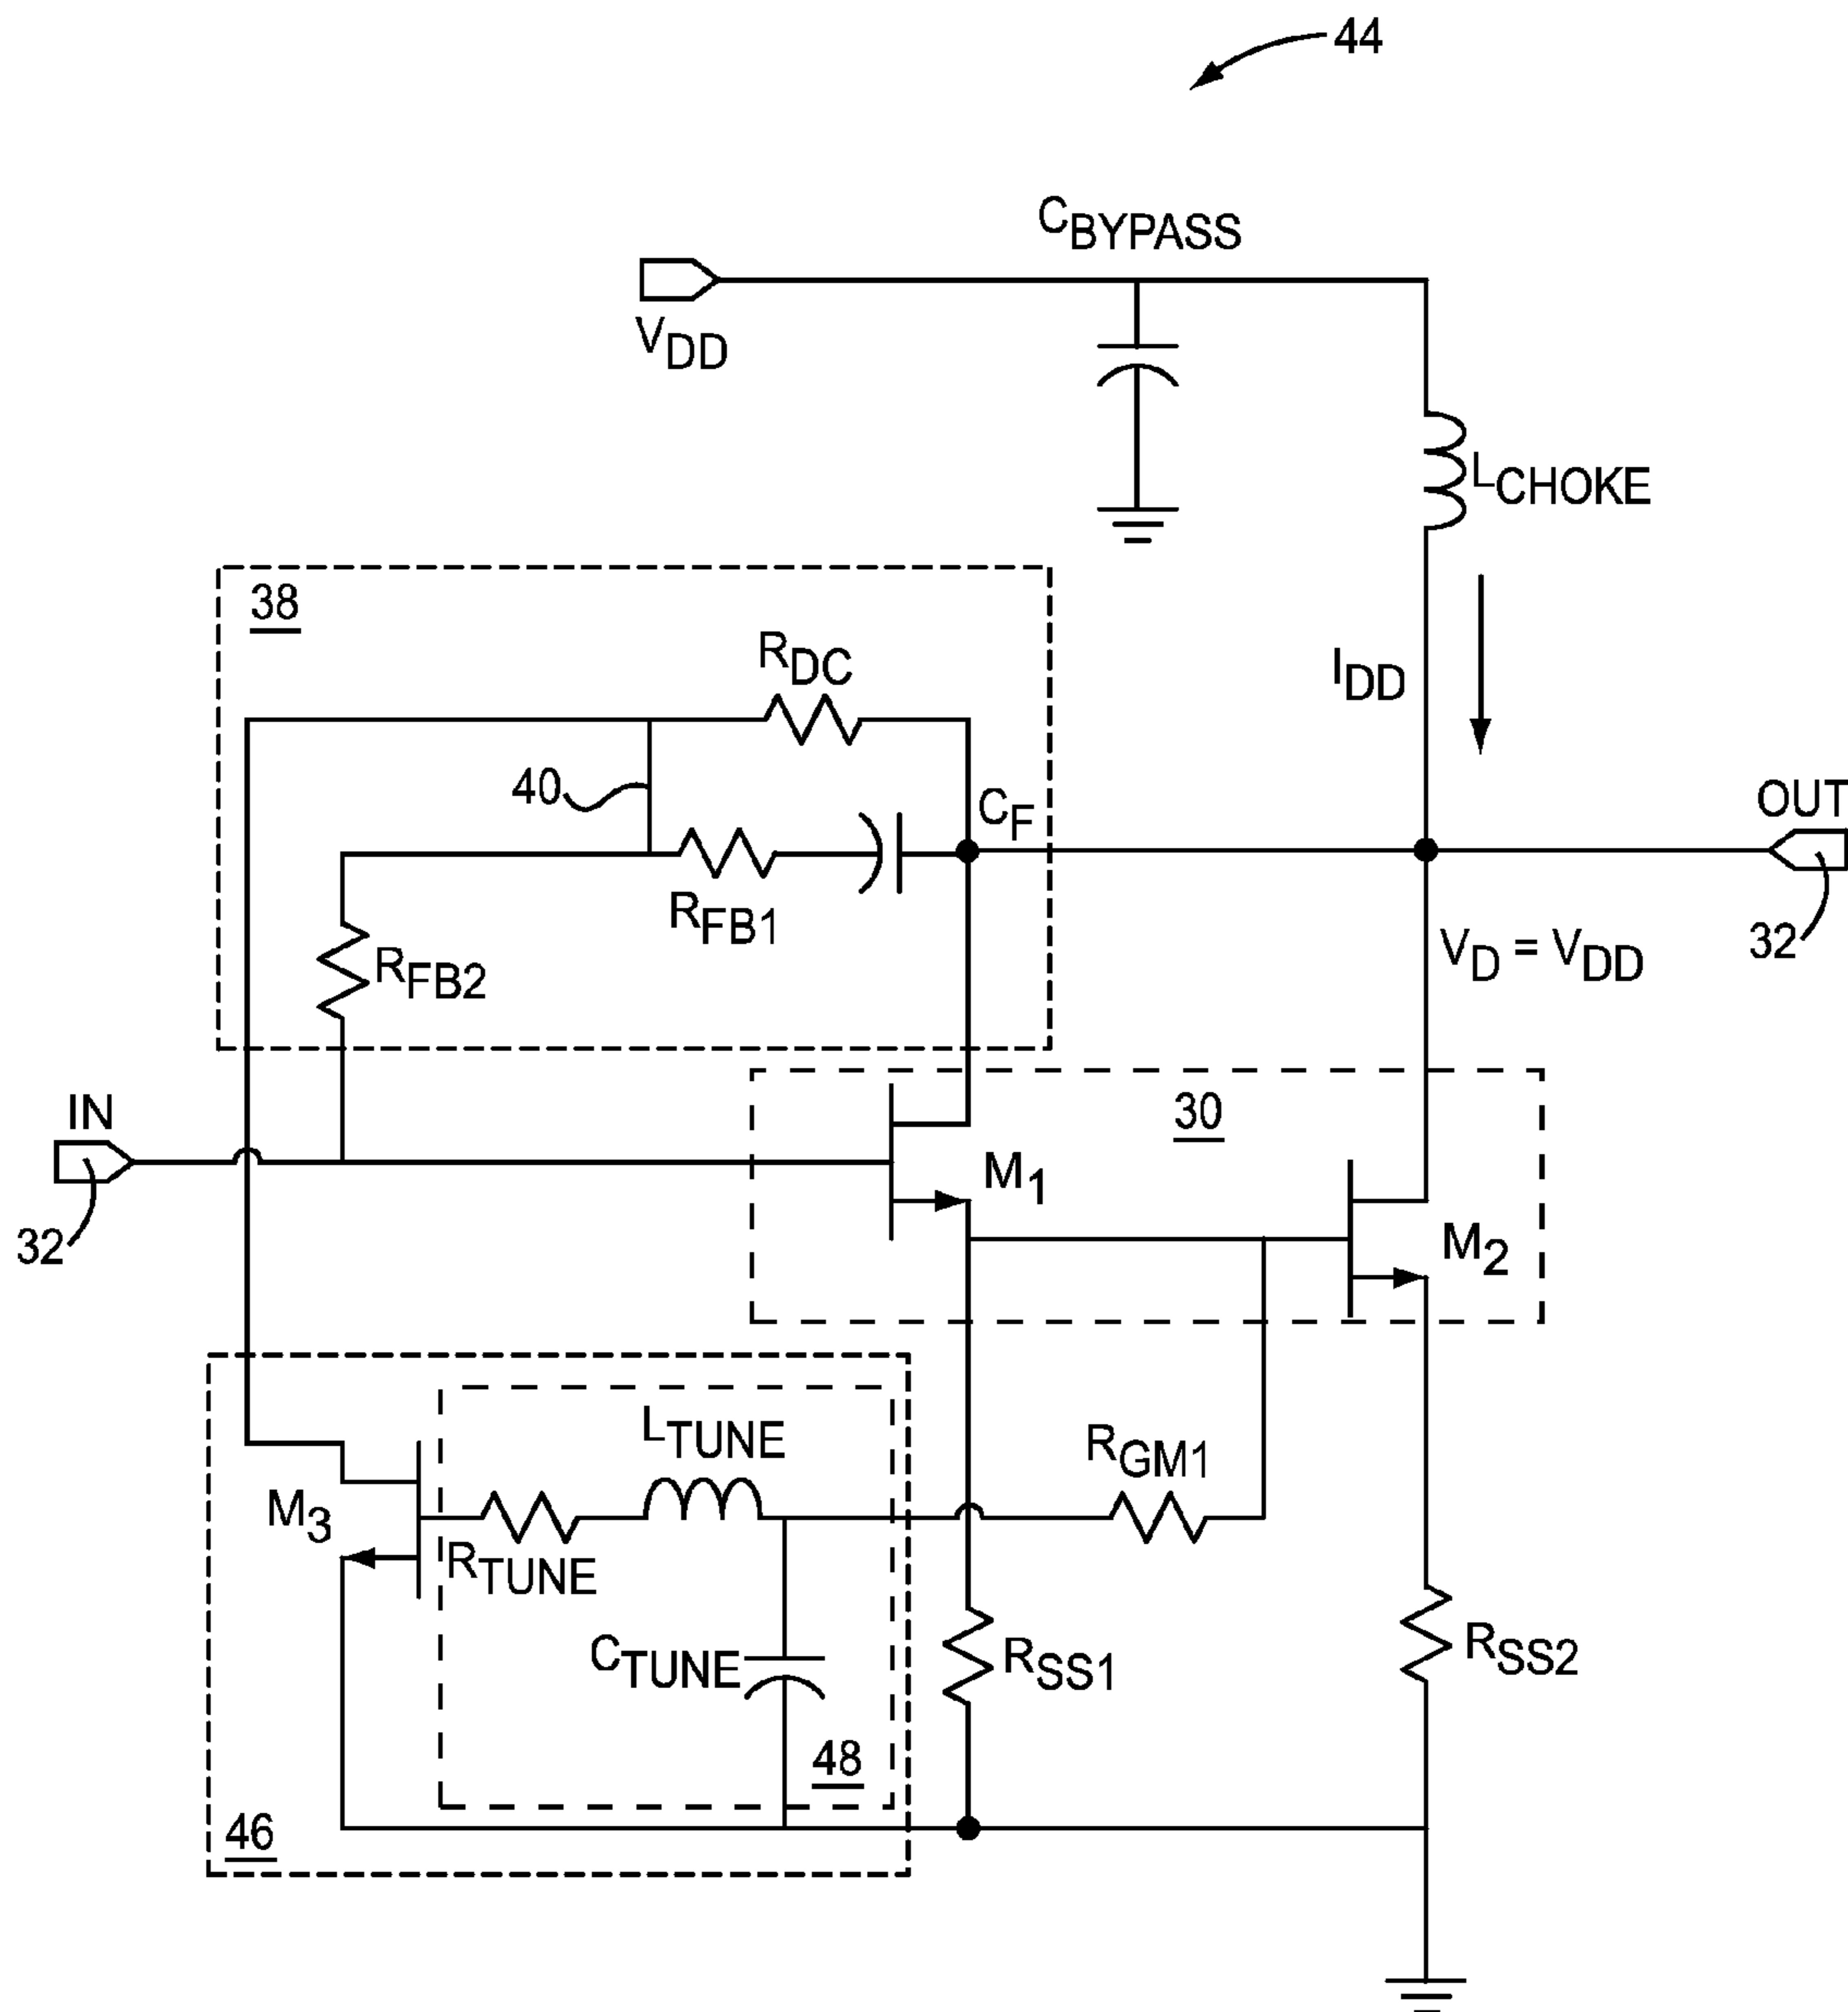 44
CBYPASS
VDD
LCHOKE
38
RDC
IDD
40
CF
OUT
RFB1
RFB2
VD = VDD
32
IN
30
M1
32
M2
LTUNE
RGM1
M3
RTUNE
CTUNE
RSS1
RSS2
48
46